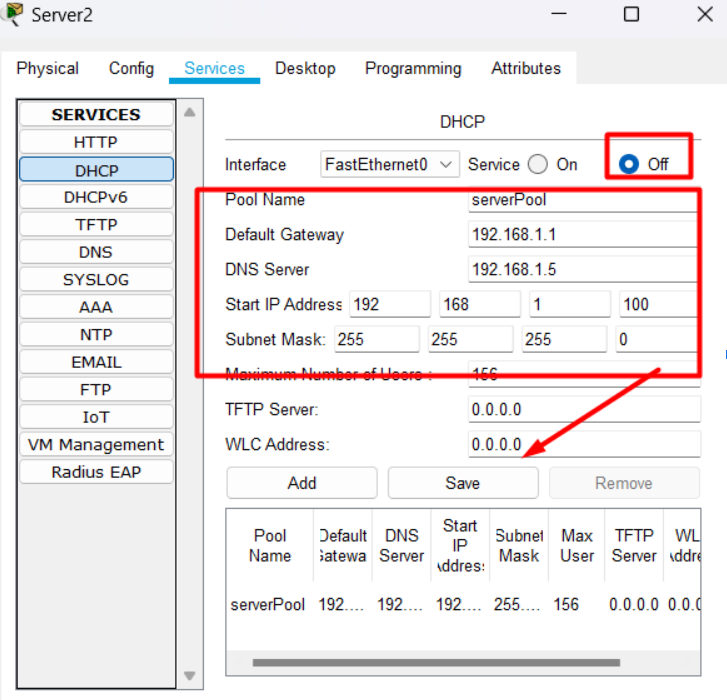 Server2
Physical Config Services Desktop Programming Attributes
SERVICES
HTTP
DHCP
DHCPv6
TFTP
DNS
SYSLOG
AAA
NTP
EMAIL
FTP
IoT
VM Management
Radius EAP
DHCP
Interface FastEthernet0 Service On Off
Pool Name serverPool
Default Gateway 192.168.1.1
DNS Server 192.168.1.5
Start IP Address 192 168 1 100
Subnet Mask: 255 255 255 0
Maximum Number of Users : 156
TFTP Server: 0.0.0.0
WLC Address: 0.0.0.0
Add Save Remove
Pool Name Default Gatewa DNS Server Start IP Address Subnet Mask Max User TFTP Server WL Addre
serverPool 192.... 192.... 192.... 255.... 156 0.0.0.0 0.0.0